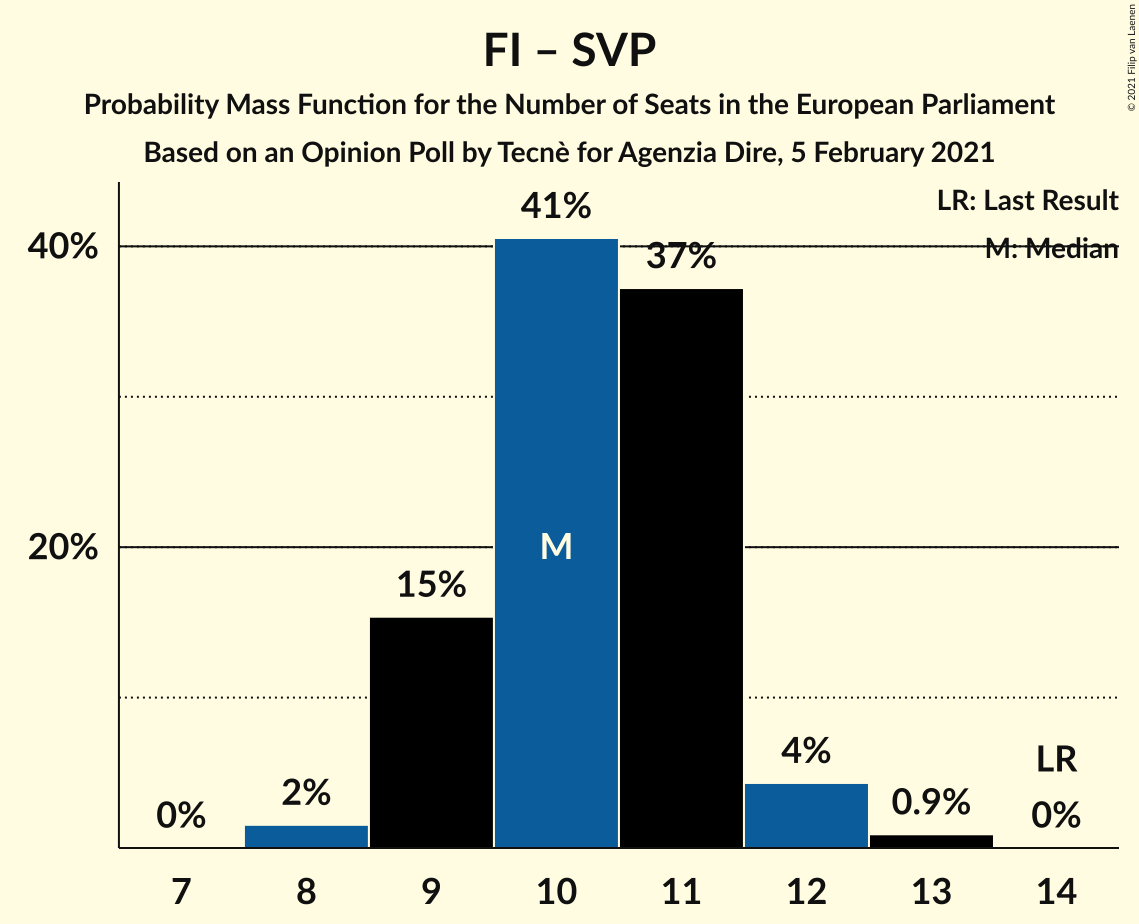 FI – SVP
Probability Mass Function for the Number of Seats in the European Parliament
Based on an Opinion Poll by Tecnè for Agenzia Dire, 5 February 2021
© 2021 Filip van Laenen
LR: Last Result
M: Median
40%
20%
0%
2%
15%
41%
M
37%
4%
0.9%
LR
0%
7 8 9 10 11 12 13 14